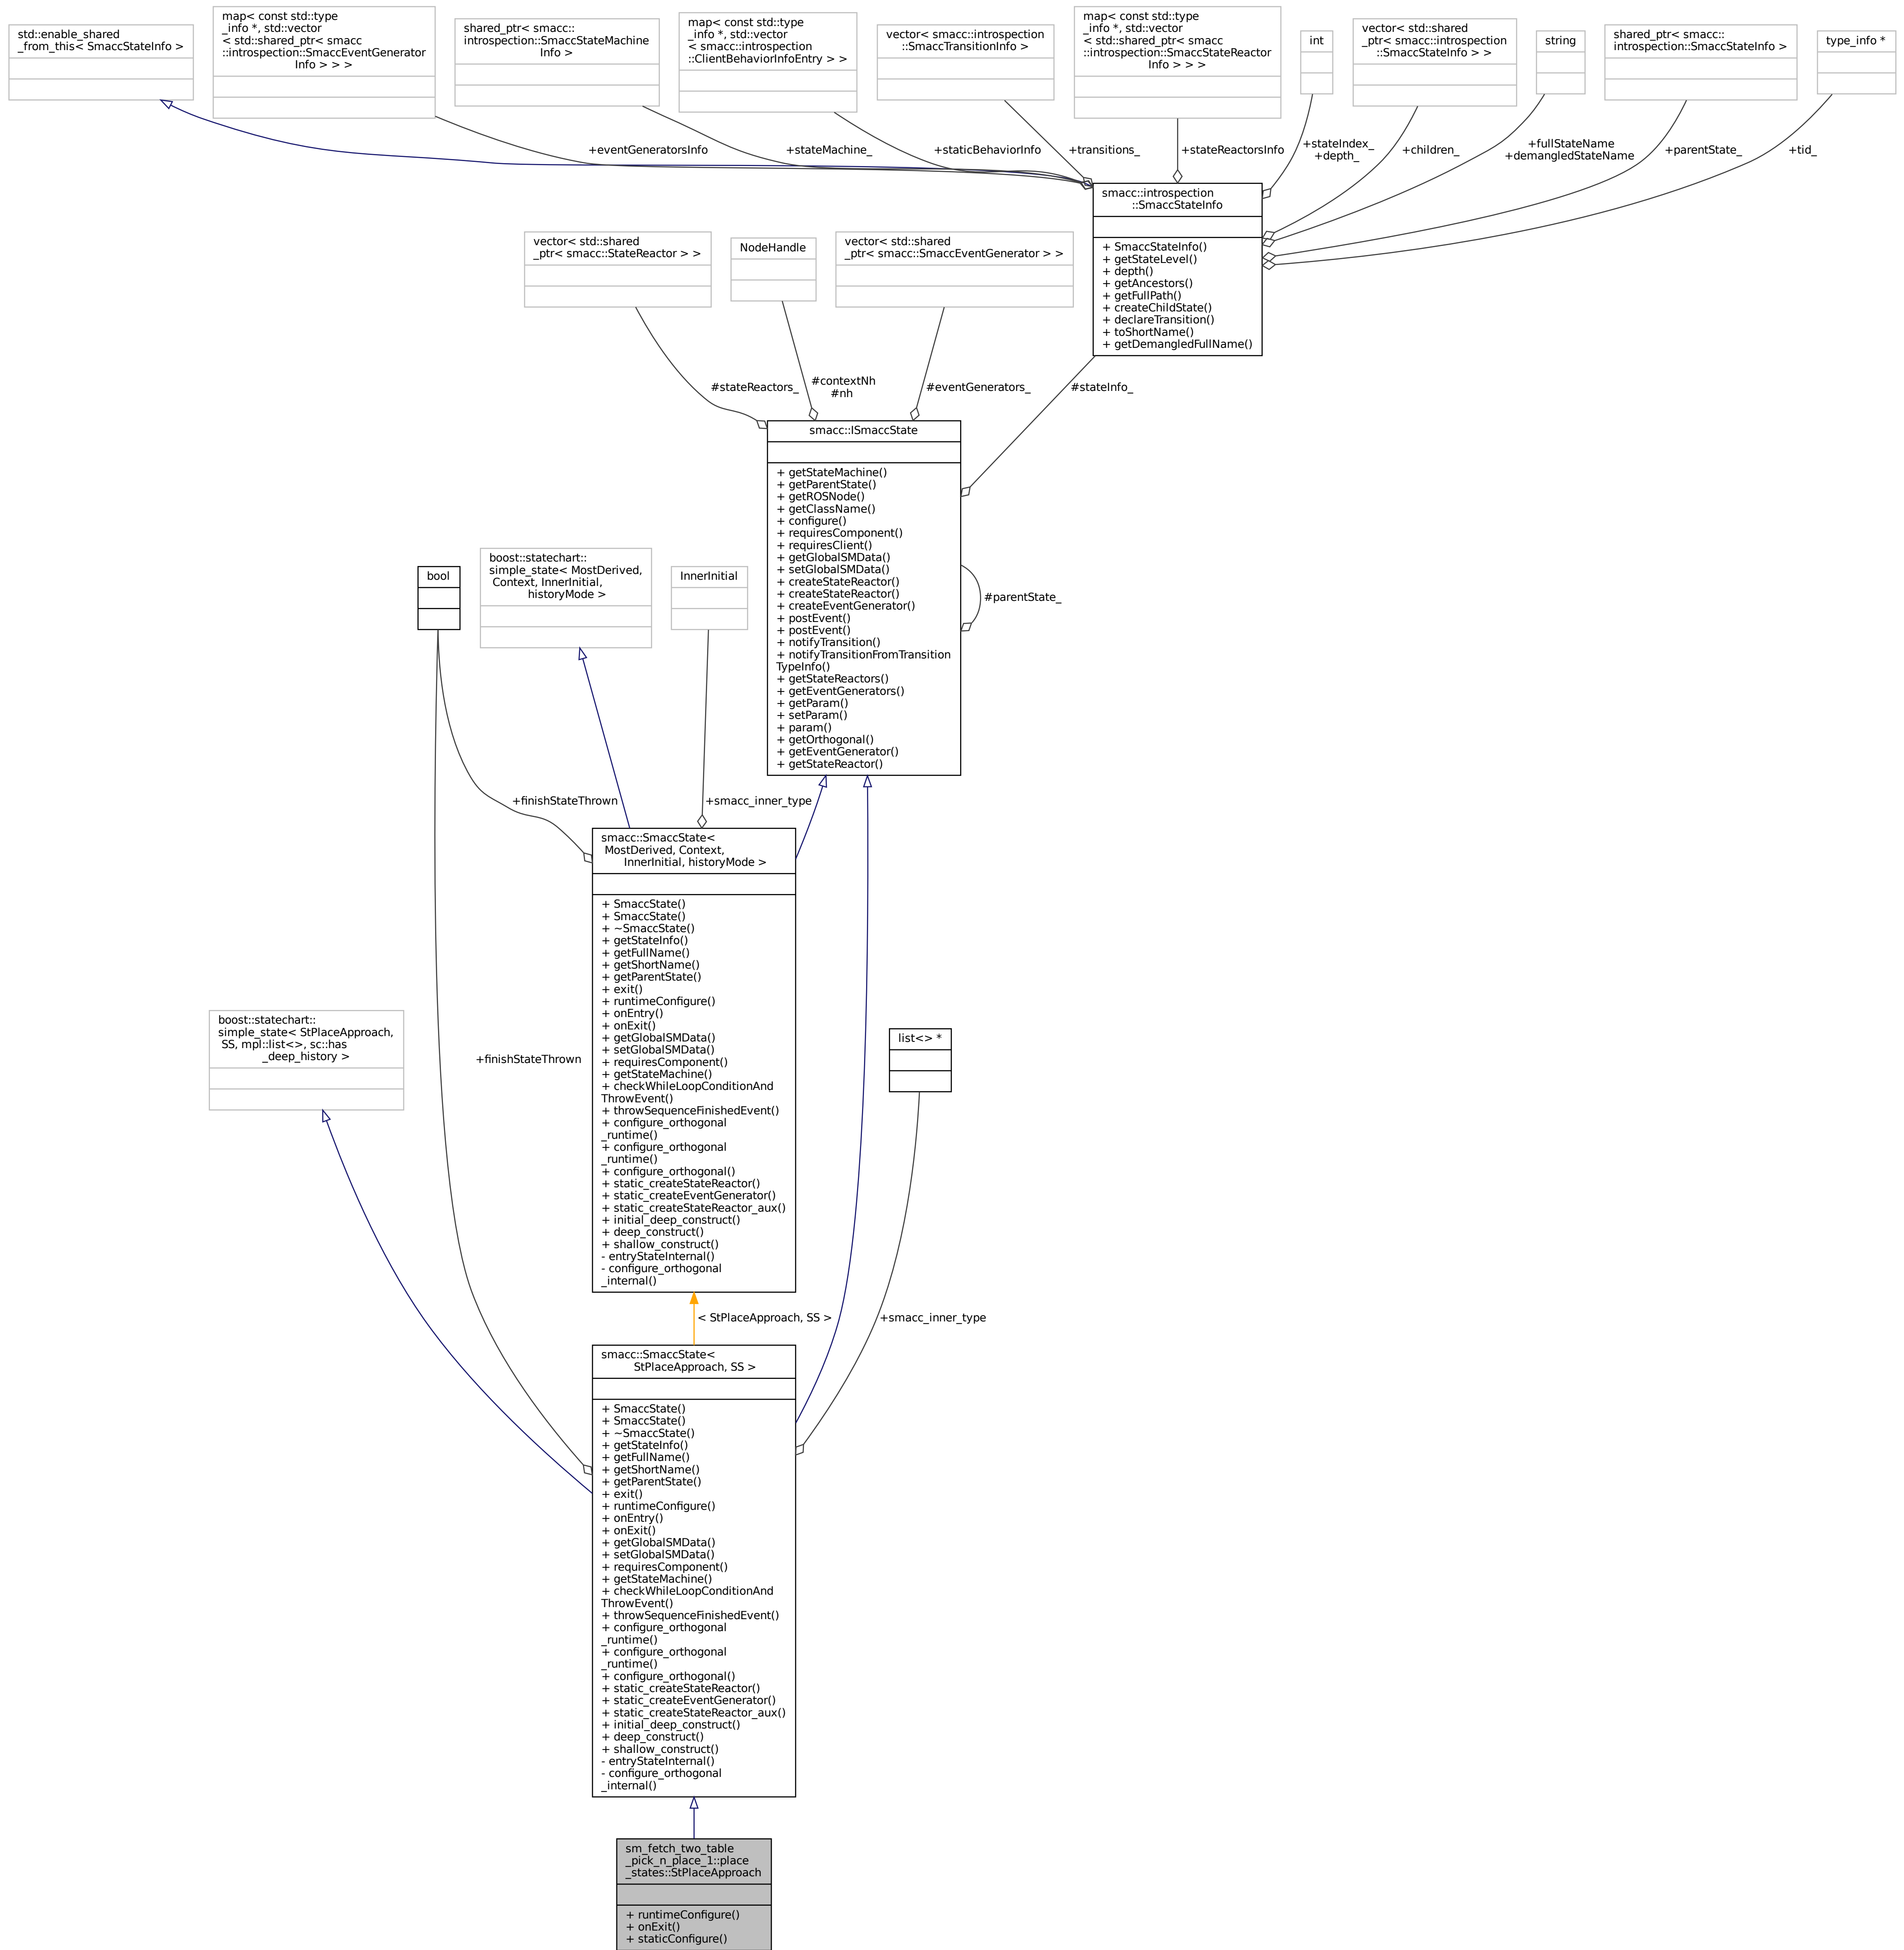 std::enable_shared
_from_this< SmaccStateInfo >
map< const std::type
_info *, std::vector
< std::shared_ptr< smacc
::introspection::SmaccEventGenerator
Info > > >
shared_ptr< smacc::
introspection::SmaccStateMachine
Info >
map< const std::type
_info *, std::vector
< smacc::introspection
::ClientBehaviorInfoEntry > >
vector< smacc::introspection
::SmaccTransitionInfo >
map< const std::type
_info *, std::vector
< std::shared_ptr< smacc
::introspection::SmaccStateReactor
Info > > >
int
vector< std::shared
_ptr< smacc::introspection
::SmaccStateInfo > >
string
shared_ptr< smacc::
introspection::SmaccStateInfo >
type_info *
+eventGeneratorsInfo
+stateMachine_
+staticBehaviorInfo
+transitions_
+stateReactorsInfo
+stateIndex_
+depth_
+children_
+fullStateName
+demangledStateName
+parentState_
+tid_
smacc::introspection
::SmaccStateInfo
+ SmaccStateInfo()
+ getStateLevel()
+ depth()
+ getAncestors()
+ getFullPath()
+ createChildState()
+ declareTransition()
+ toShortName()
+ getDemangledFullName()
vector< std::shared
_ptr< smacc::StateReactor > >
NodeHandle
vector< std::shared
_ptr< smacc::SmaccEventGenerator > >
#stateReactors_
#contextNh
#nh
#eventGenerators_
#stateInfo_
smacc::ISmaccState
+ getStateMachine()
+ getParentState()
+ getROSNode()
+ getClassName()
+ configure()
+ requiresComponent()
+ requiresClient()
+ getGlobalSMData()
+ setGlobalSMData()
+ createStateReactor()
+ createStateReactor()
+ createEventGenerator()
+ postEvent()
+ postEvent()
+ notifyTransition()
+ notifyTransitionFromTransition
TypeInfo()
+ getStateReactors()
+ getEventGenerators()
+ getParam()
+ setParam()
+ param()
+ getOrthogonal()
+ getEventGenerator()
+ getStateReactor()
#parentState_
bool
boost::statechart::
simple_state< MostDerived,
Context, InnerInitial,
historyMode >
InnerInitial
+finishStateThrown
+smacc_inner_type
smacc::SmaccState<
MostDerived, Context,
InnerInitial, historyMode >
+ SmaccState()
+ SmaccState()
+ ~SmaccState()
+ getStateInfo()
+ getFullName()
+ getShortName()
+ getParentState()
+ exit()
+ runtimeConfigure()
+ onEntry()
+ onExit()
+ getGlobalSMData()
+ setGlobalSMData()
+ requiresComponent()
+ getStateMachine()
+ checkWhileLoopConditionAnd
ThrowEvent()
+ throwSequenceFinishedEvent()
+ configure_orthogonal
_runtime()
+ configure_orthogonal
_runtime()
+ configure_orthogonal()
+ static_createStateReactor()
+ static_createEventGenerator()
+ static_createStateReactor_aux()
+ initial_deep_construct()
+ deep_construct()
+ shallow_construct()
- entryStateInternal()
- configure_orthogonal
_internal()
boost::statechart::
simple_state< StPlaceApproach,
SS, mpl::list<>, sc::has
_deep_history >
+finishStateThrown
list<> *
< StPlaceApproach, SS >
+smacc_inner_type
smacc::SmaccState<
StPlaceApproach, SS >
+ SmaccState()
+ SmaccState()
+ ~SmaccState()
+ getStateInfo()
+ getFullName()
+ getShortName()
+ getParentState()
+ exit()
+ runtimeConfigure()
+ onEntry()
+ onExit()
+ getGlobalSMData()
+ setGlobalSMData()
+ requiresComponent()
+ getStateMachine()
+ checkWhileLoopConditionAnd
ThrowEvent()
+ throwSequenceFinishedEvent()
+ configure_orthogonal
_runtime()
+ configure_orthogonal
_runtime()
+ configure_orthogonal()
+ static_createStateReactor()
+ static_createEventGenerator()
+ static_createStateReactor_aux()
+ initial_deep_construct()
+ deep_construct()
+ shallow_construct()
- entryStateInternal()
- configure_orthogonal
_internal()
sm_fetch_two_table
_pick_n_place_1::place
_states::StPlaceApproach
+ runtimeConfigure()
+ onExit()
+ staticConfigure()